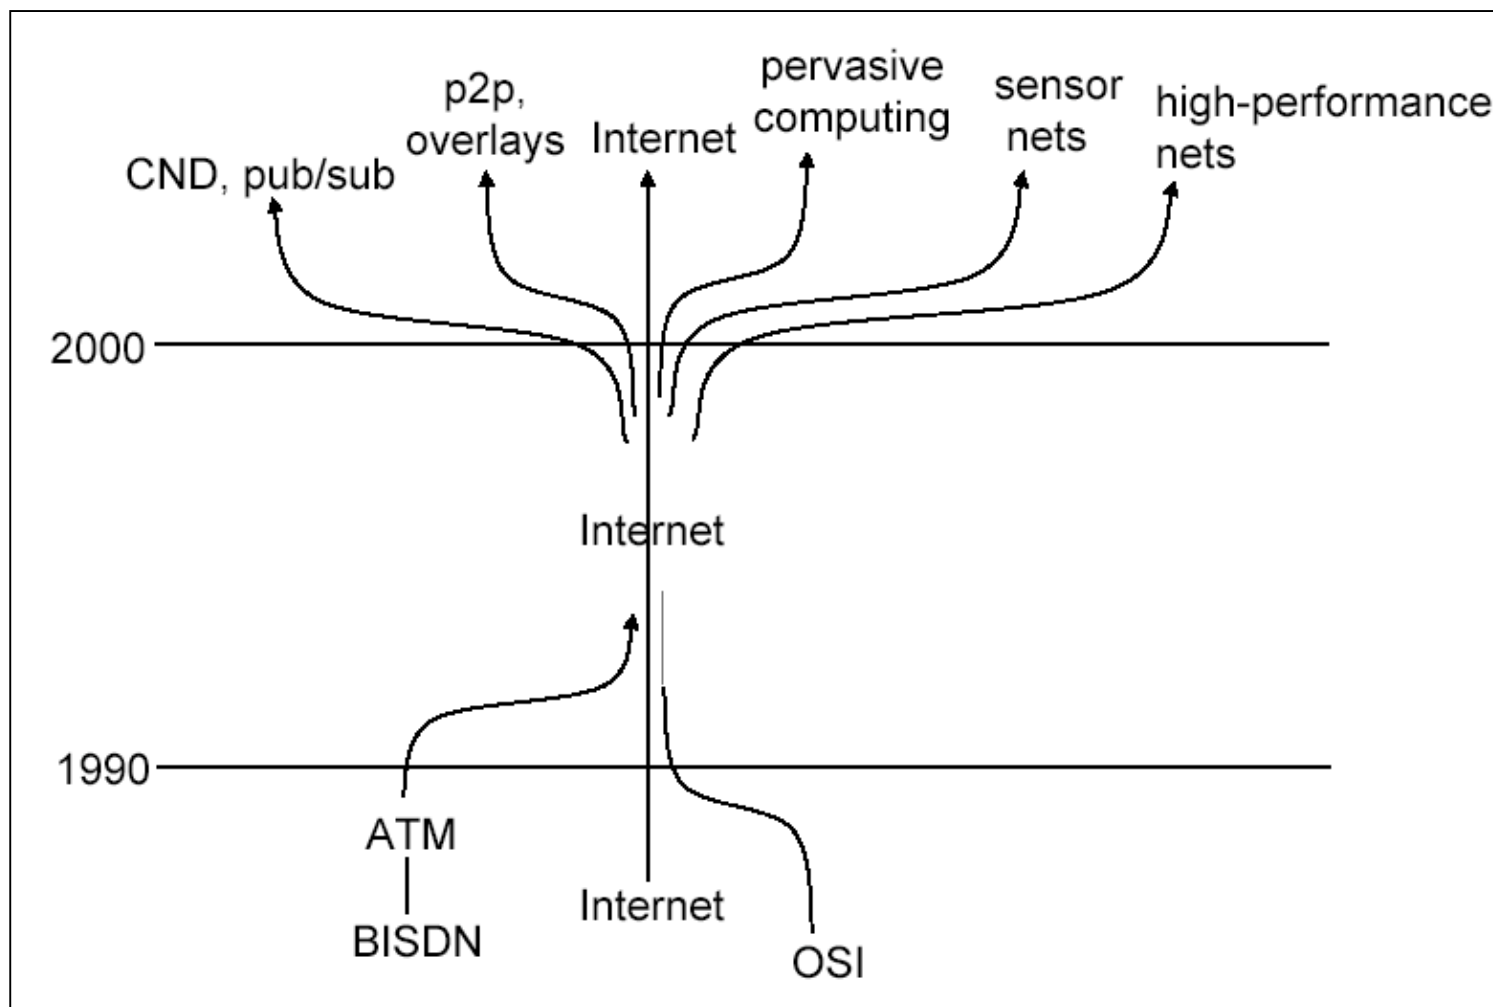 p2p,
overlays
CND, pub/sub
Internet
pervasive
computing
sensor
nets
high-performance
nets
2000
Internet
1990
ATM
BISDN
Internet
OSI